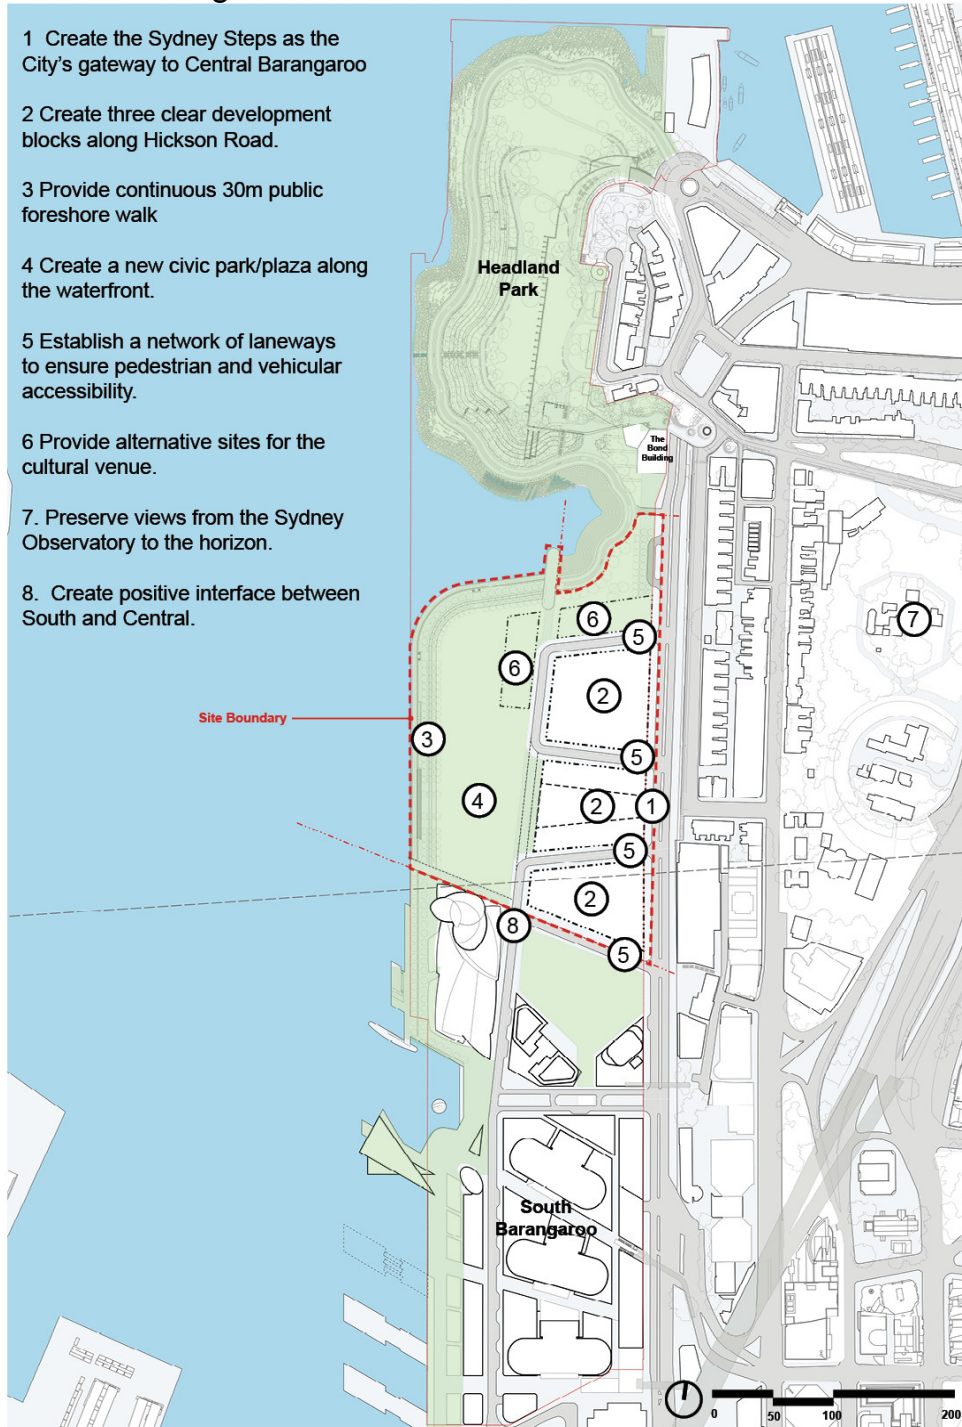 1  Create the Sydney Steps as the
City's gateway to Central Barangaroo
2 Create three clear development
blocks along Hickson Road.
3 Provide continuous 30m public
foreshore walk
4 Create a new civic park/plaza along
the waterfront.
5 Establish a network of laneways
to ensure pedestrian and vehicular
accessibility.
6 Provide alternative sites for the
cultural venue.
7. Preserve views from the Sydney
Observatory to the horizon.
8.  Create positive interface between
South and Central.
Headland
Park
The
Bond
Building
6
5
7
6
2
Site Boundary
3
5
4
2
1
5
2
8
5
South
Barangaroo
0
50
100
200